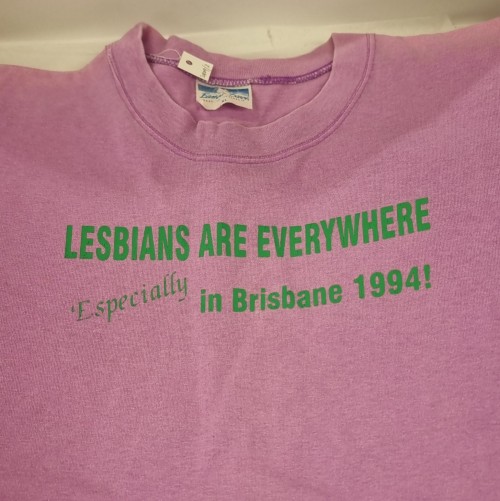 LESBIANS ARE EVERYWHERE
'Especially in Brisbane 1994!